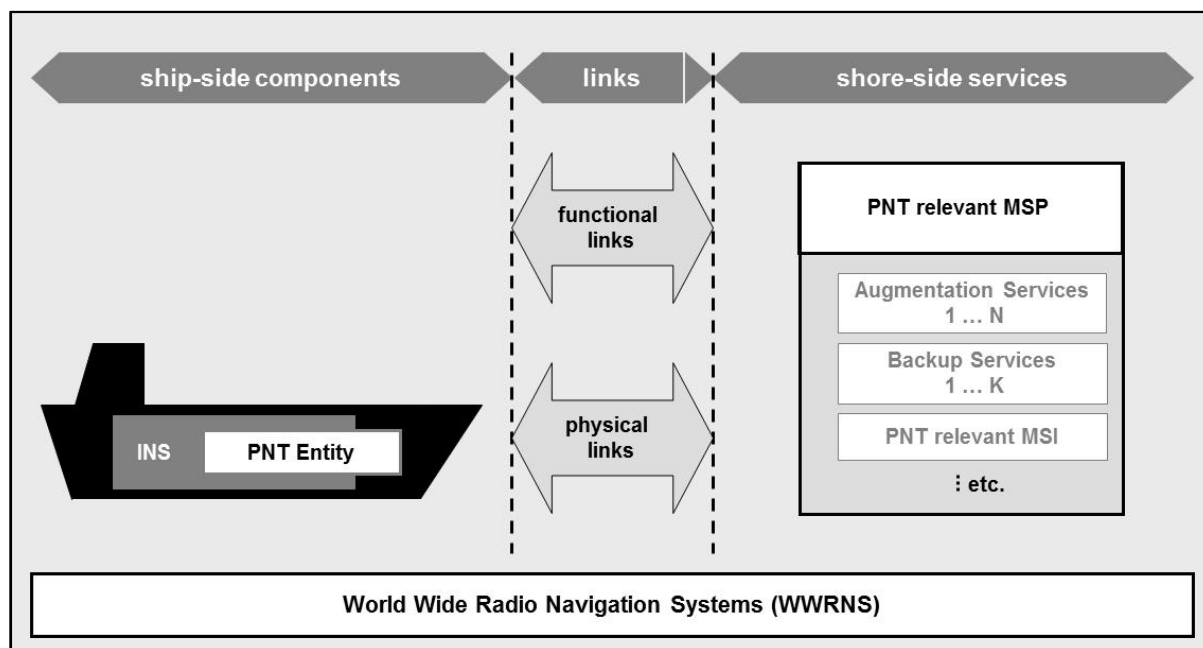 ship-side components
links
shore-side services
functional
links
PNT relevant MSP
Augmentation Services
1 … N
Backup Services
1 … K
PNT relevant MSI
⋮ etc.
physical
links
INS
PNT Entity
World Wide Radio Navigation Systems (WWRNS)